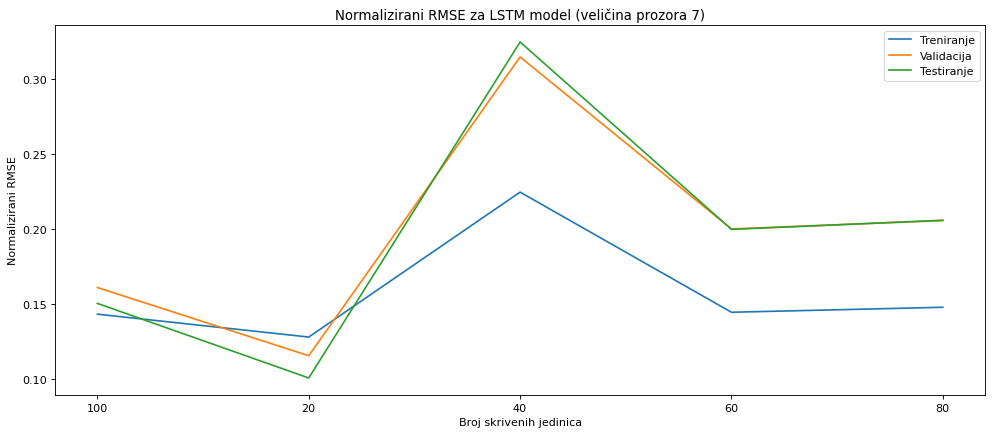 Normalizirani RMSE za LSTM model (veličina prozora 7)
Treniranje
Validacija
Testiranje
Normalizirani RMSE
0.30
0.25
0.20
0.15
0.10
100 20 40 60 80
Broj skrivenih jedinica